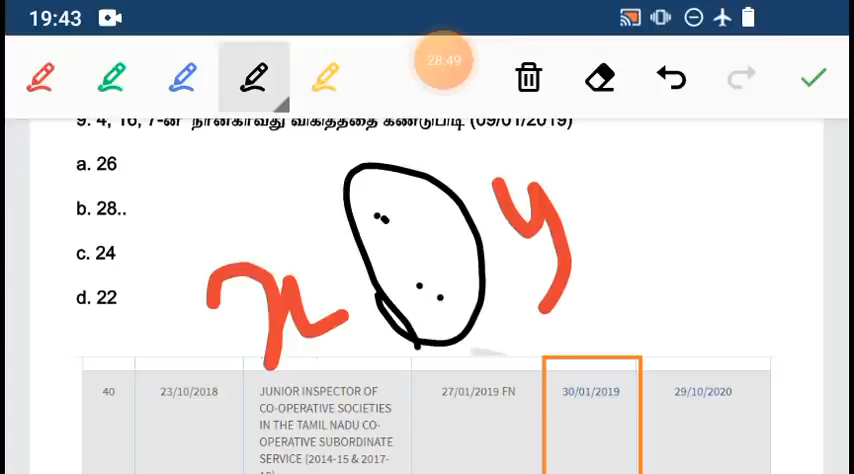 19:43
28:49
9. 4, 16, 7-ன் நான்காவது விகிதத்தை கண்டுபிடி (09/01/2019)
a. 26
b. 28..
c. 24
d. 22
x y
40 23/10/2018 JUNIOR INSPECTOR OF 27/01/2019 FN 30/01/2019 29/10/2020
CO-OPERATIVE SOCIETIES
IN THE TAMIL NADU CO-
OPERATIVE SUBORDINATE
SERVICE (2014-15 & 2017-